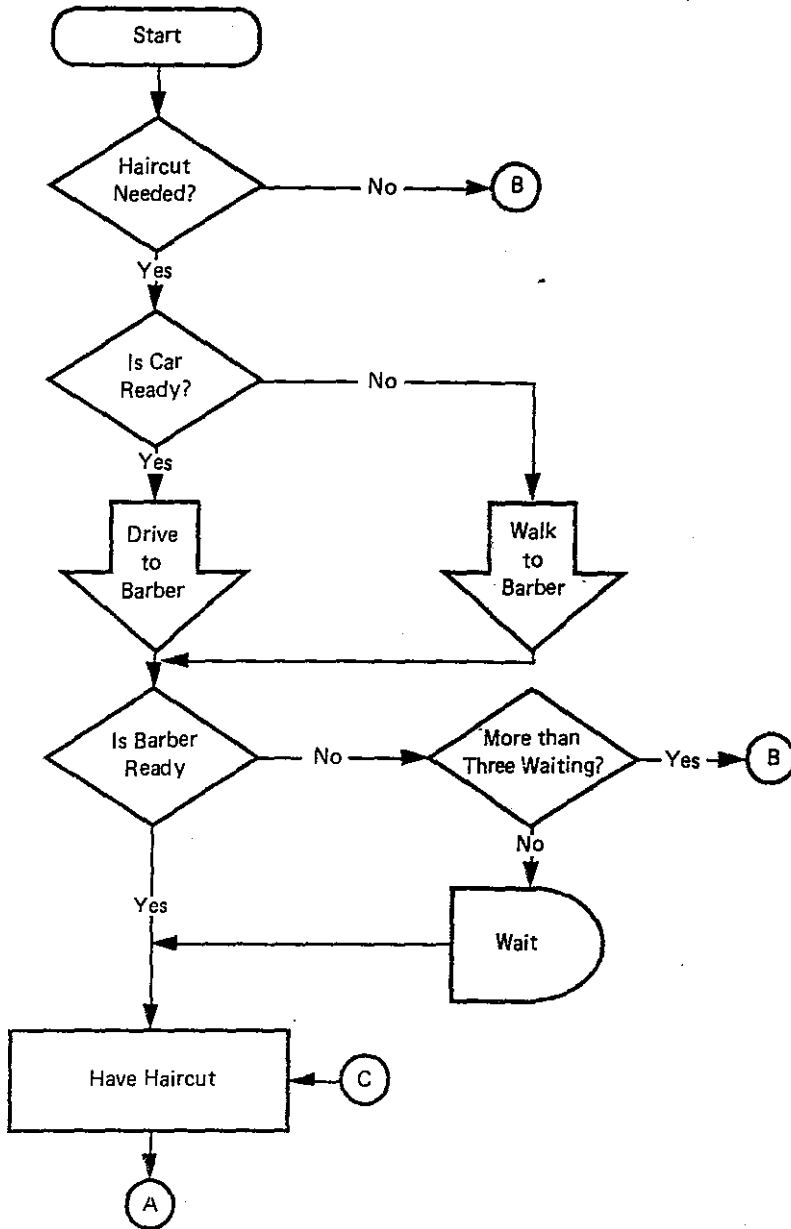 Start
Haircut
Needed?
No
B
Yes
Is Car
Ready?
No
Yes
Drive
to
Barber
Walk
to
Barber
Is Barber
Ready
No
More than
Three Waiting?
Yes
B
No
Yes
Wait
Have Haircut
C
A